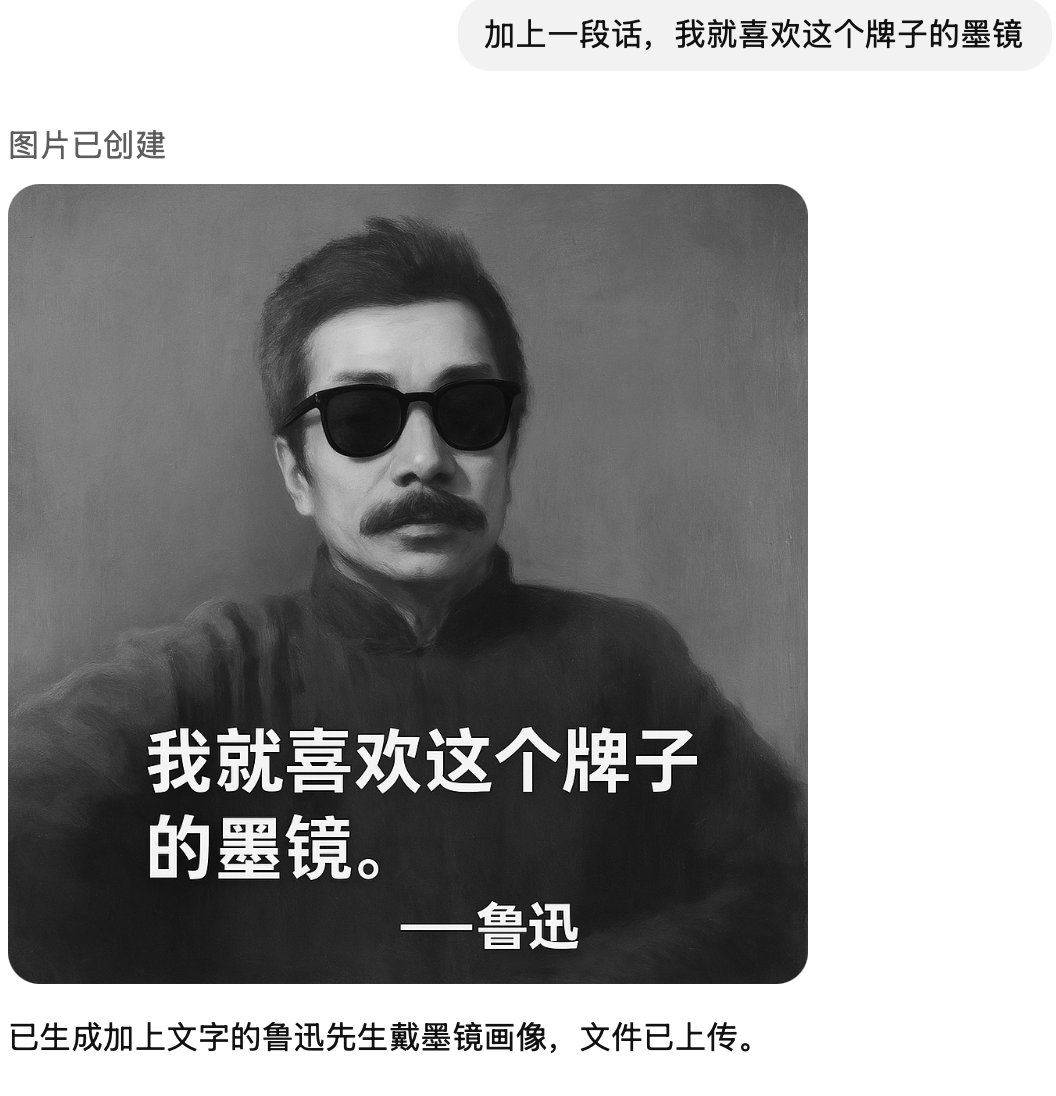 加上一段话，我就喜欢这个牌子的墨镜
图片已创建
我就喜欢这个牌子
的墨镜。
——鲁迅
已生成加上文字的鲁迅先生戴墨镜画像，文件已上传。